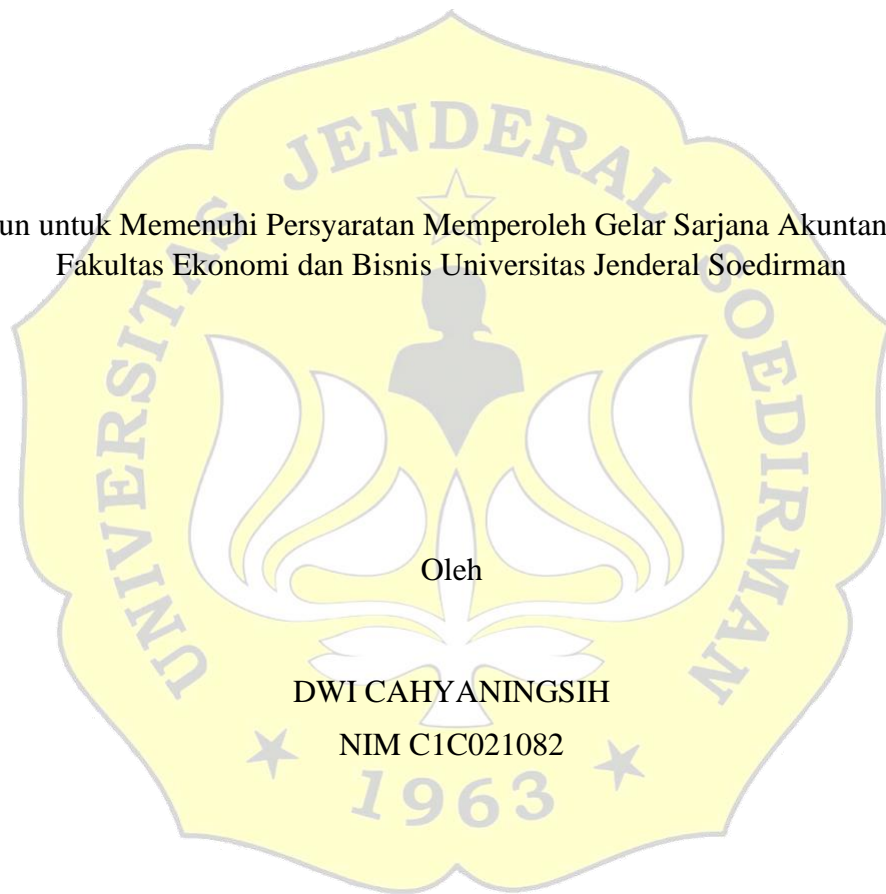 UNIVERSITAS JENDERAL SOEDIRMAN
un untuk Memenuhi Persyaratan Memperoleh Gelar Sarjana Akuntan
Fakultas Ekonomi dan Bisnis Universitas Jenderal Soedirman
Oleh
DWI CAHYANINGSIH
NIM C1C021082
1963